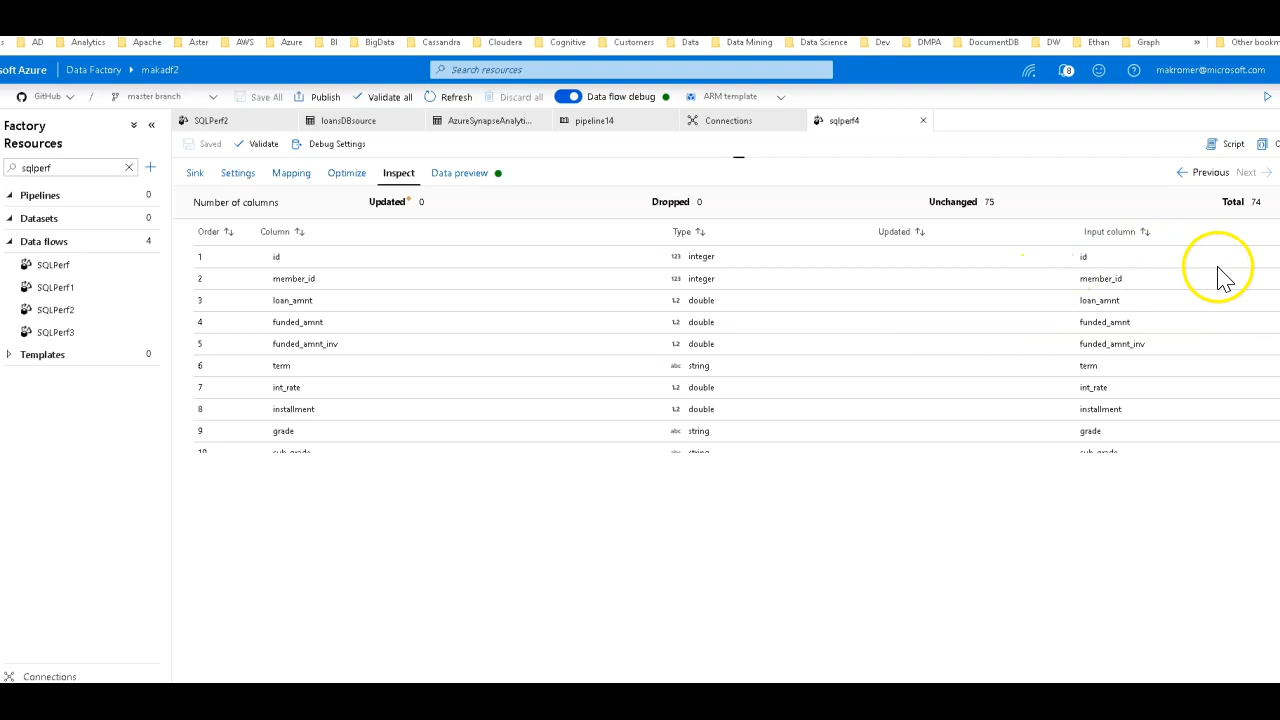 AD Analytics Apache Aster AWS Azure BI BigData Cassandra Cloudera Cognitive Customers Data Data Mining Data Science Dev DMPA DocumentDB DW Ethan Graph » Other bookm
soft Azure Data Factory makadf2 Search resources 8 makromer@microsoft.com
GitHub / master branch Save All Publish Validate all Refresh Discard all Data flow debug ARM template
Factory Resources
sqlperf
Pipelines 0
Datasets 0
Data flows 4
SQLPerf
SQLPerf1
SQLPerf2
SQLPerf3
Templates 0
Connections
SQLPerf2 loansDBsource AzureSynapseAnalyti... pipeline14 Connections sqlperf4
Saved Validate Debug Settings Script C
Sink Settings Mapping Optimize Inspect Data preview Previous Next
Number of columns Updated 0 Dropped 0 Unchanged 75 Total 74
Order Column Type Updated Input column
1 id 123 integer id
2 member_id 123 integer member_id
3 loan_amnt 1.2 double loan_amnt
4 funded_amnt 1.2 double funded_amnt
5 funded_amnt_inv 1.2 double funded_amnt_inv
6 term abc string term
7 int_rate 1.2 double int_rate
8 installment 1.2 double installment
9 grade abc string grade
10 sub_grade abc string sub_grade